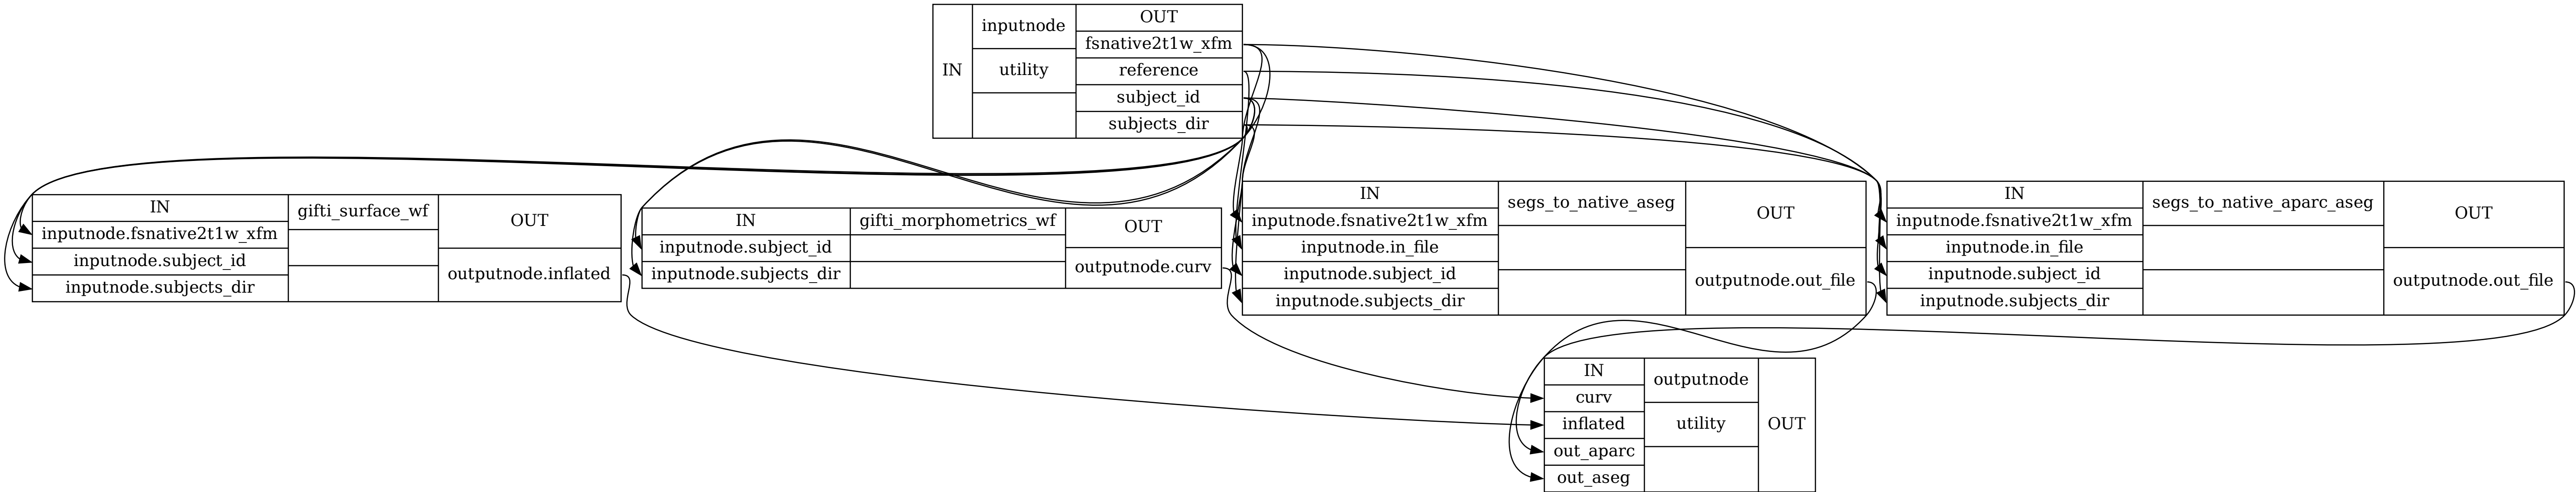 IN
inputnode
utility
OUT
fsnative2t1w_xfm
reference
subject_id
subjects_dir
IN
inputnode.fsnative2t1w_xfm
inputnode.subject_id
inputnode.subjects_dir
gifti_surface_wf
OUT
outputnode.inflated
IN
inputnode.subject_id
inputnode.subjects_dir
gifti_morphometrics_wf
OUT
outputnode.curv
IN
inputnode.fsnative2t1w_xfm
inputnode.in_file
inputnode.subject_id
inputnode.subjects_dir
segs_to_native_aseg
OUT
outputnode.out_file
IN
inputnode.fsnative2t1w_xfm
inputnode.in_file
inputnode.subject_id
inputnode.subjects_dir
segs_to_native_aparc_aseg
OUT
outputnode.out_file
IN
curv
inflated
out_aparc
out_aseg
outputnode
utility
OUT